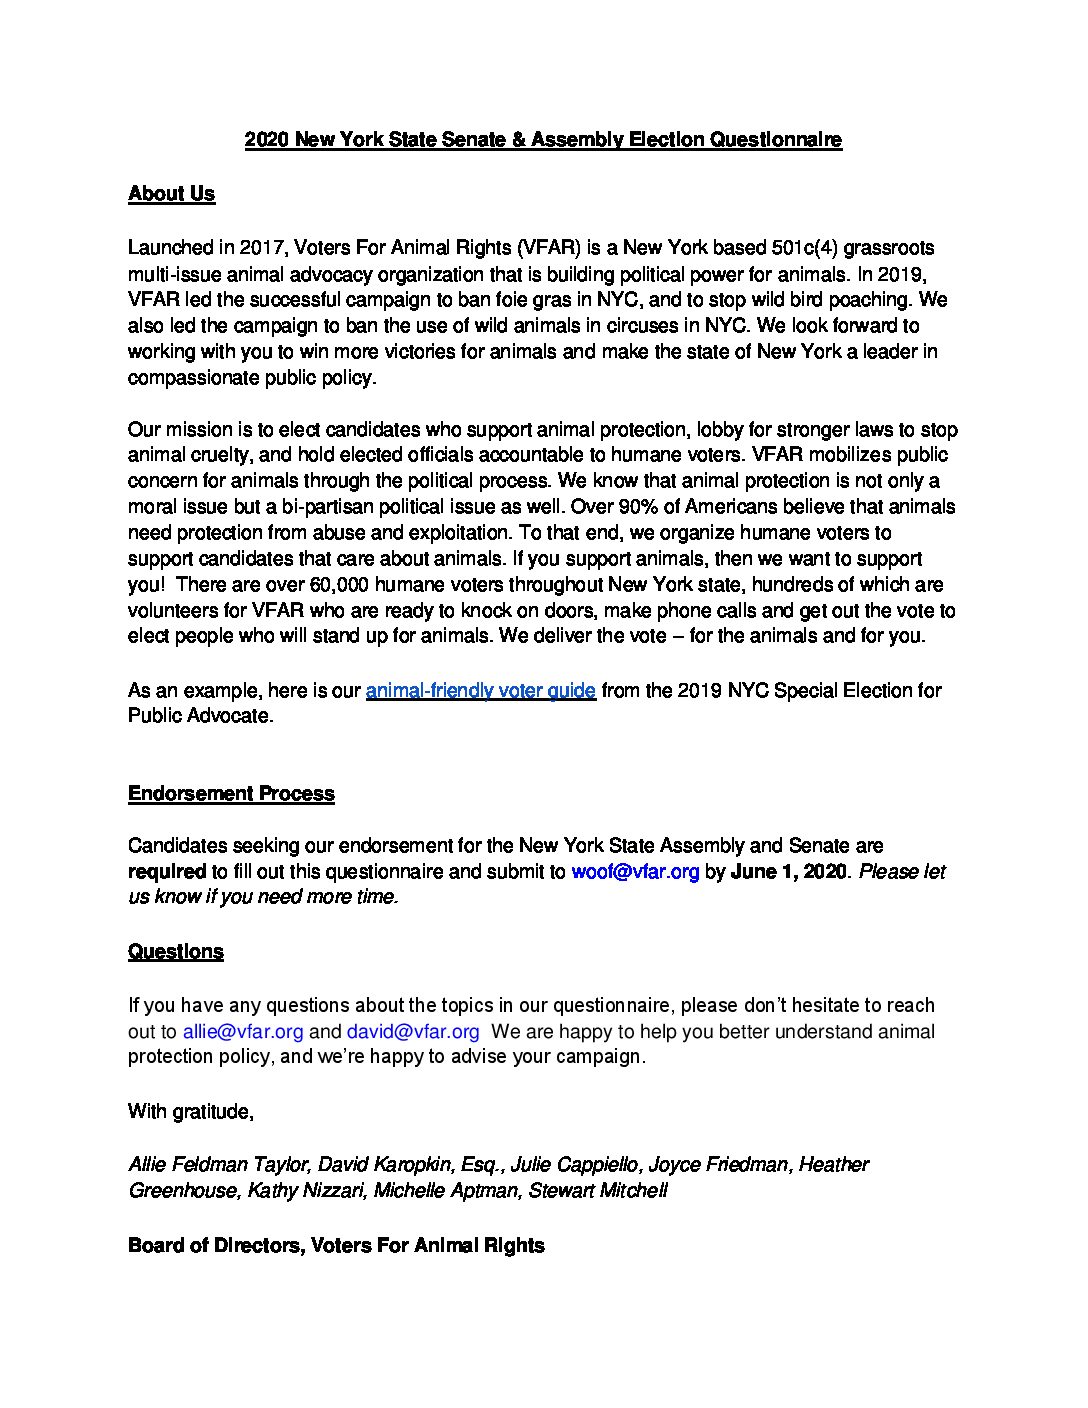 2020 New York State Senate & Assembly Election Questionnaire
About Us
Launched in 2017, Voters For Animal Rights (VFAR) is a New York based 501c(4) grassroots
multi-issue animal advocacy organization that is building political power for animals. In 2019,
VFAR led the successful campaign to ban foie gras in NYC, and to stop wild bird poaching. We
also led the campaign to ban the use of wild animals in circuses in NYC. We look forward to
working with you to win more victories for animals and make the state of New York a leader in
compassionate public policy.
Our mission is to elect candidates who support animal protection, lobby for stronger laws to stop
animal cruelty, and hold elected officials accountable to humane voters. VFAR mobilizes public
concern for animals through the political process. We know that animal protection is not only a
moral issue but a bi-partisan political issue as well. Over 90% of Americans believe that animals
need protection from abuse and exploitation. To that end, we organize humane voters to
support candidates that care about animals. If you support animals, then we want to support
you!  There are over 60,000 humane voters throughout New York state, hundreds of which are
volunteers for VFAR who are ready to knock on doors, make phone calls and get out the vote to
elect people who will stand up for animals. We deliver the vote – for the animals and for you.
As an example, here is our animal-friendly voter guide from the 2019 NYC Special Election for
Public Advocate.
Endorsement Process
Candidates seeking our endorsement for the New York State Assembly and Senate are
required to fill out this questionnaire and submit to woof@vfar.org by June 1, 2020. Please let
us know if you need more time.
Questions
If you have any questions about the topics in our questionnaire, please don’t hesitate to reach
out to allie@vfar.org and david@vfar.org  We are happy to help you better understand animal
protection policy, and we’re happy to advise your campaign.
With gratitude,
Allie Feldman Taylor, David Karopkin, Esq., Julie Cappiello, Joyce Friedman, Heather
Greenhouse, Kathy Nizzari, Michelle Aptman, Stewart Mitchell
Board of Directors, Voters For Animal Rights